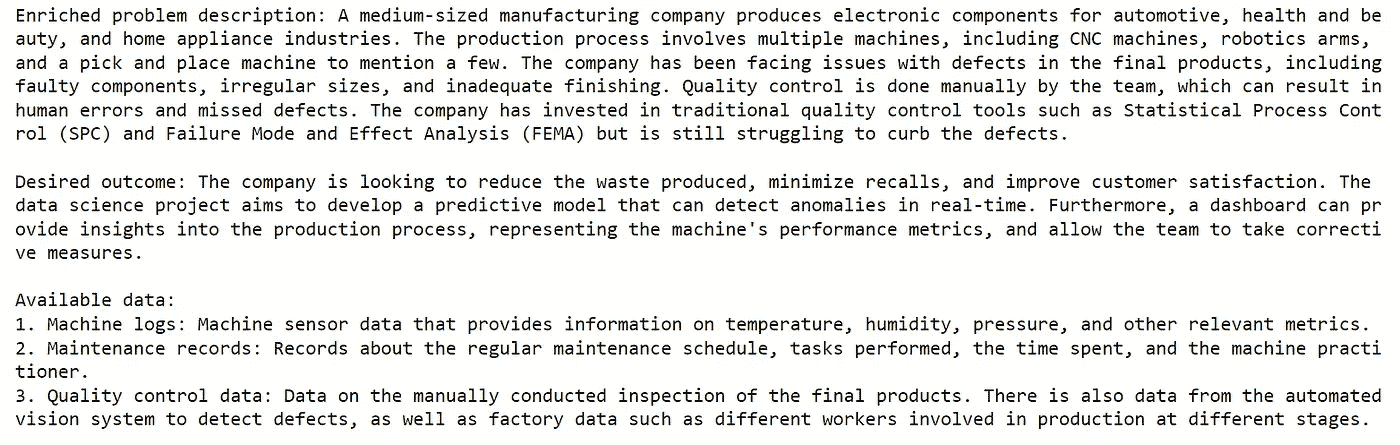 Enriched problem description: A medium-sized manufacturing company produces electronic components for automotive, health and be
auty, and home appliance industries. The production process involves multiple machines, including CNC machines, robotics arms,
and a pick and place machine to mention a few. The company has been facing issues with defects in the final products, including
faulty components, irregular sizes, and inadequate finishing. Quality control is done manually by the team, which can result in
human errors and missed defects. The company has invested in traditional quality control tools such as Statistical Process Cont
rol (SPC) and Failure Mode and Effect Analysis (FEMA) but is still struggling to curb the defects.
Desired outcome: The company is looking to reduce the waste produced, minimize recalls, and improve customer satisfaction. The
data science project aims to develop a predictive model that can detect anomalies in real-time. Furthermore, a dashboard can pr
ovide insights into the production process, representing the machine's performance metrics, and allow the team to take correcti
ve measures.
Available data:
1. Machine logs: Machine sensor data that provides information on temperature, humidity, pressure, and other relevant metrics.
2. Maintenance records: Records about the regular maintenance schedule, tasks performed, the time spent, and the machine practi
tioner.
3. Quality control data: Data on the manually conducted inspection of the final products. There is also data from the automated
vision system to detect defects, as well as factory data such as different workers involved in production at different stages.